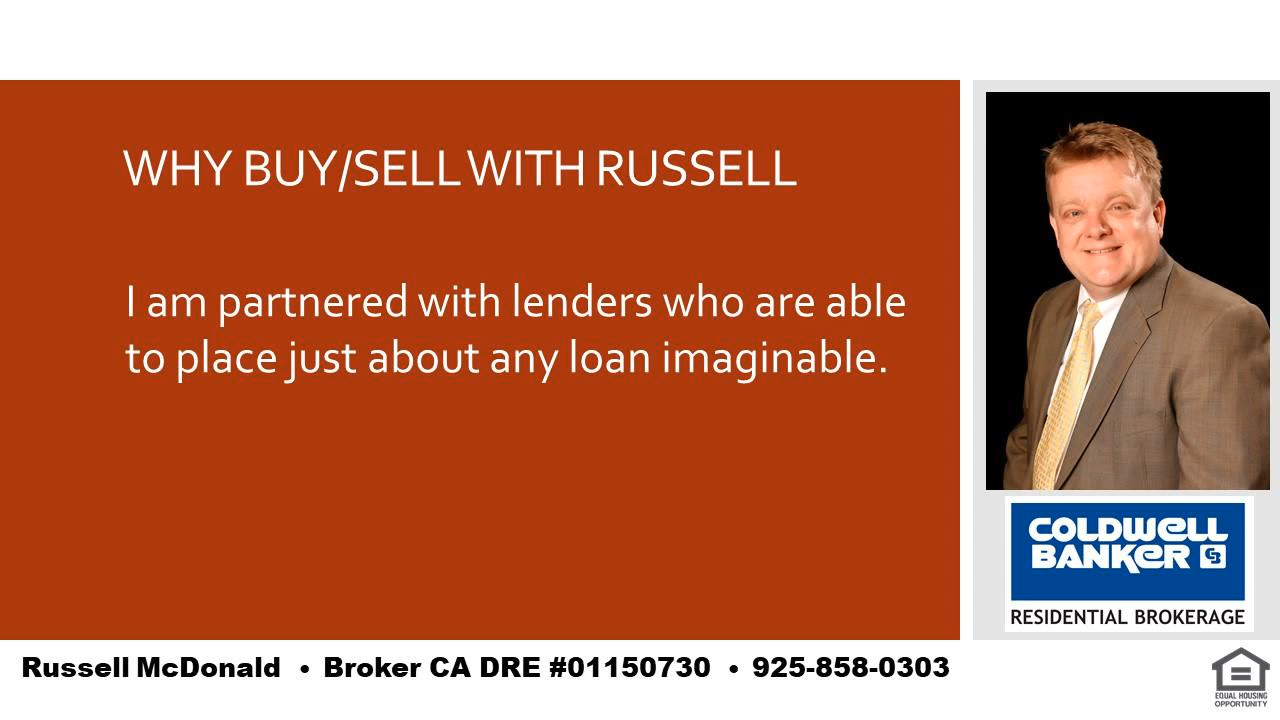 WHY BUY/SELL WITH RUSSELL
I am partnered with lenders who are able
to place just about any loan imaginable.
COLDWELL
BANKER CB
RESIDENTIAL BROKERAGE
Russell McDonald • Broker CA DRE #01150730 • 925-858-0303
EQUAL HOUSING
OPPORTUNITY